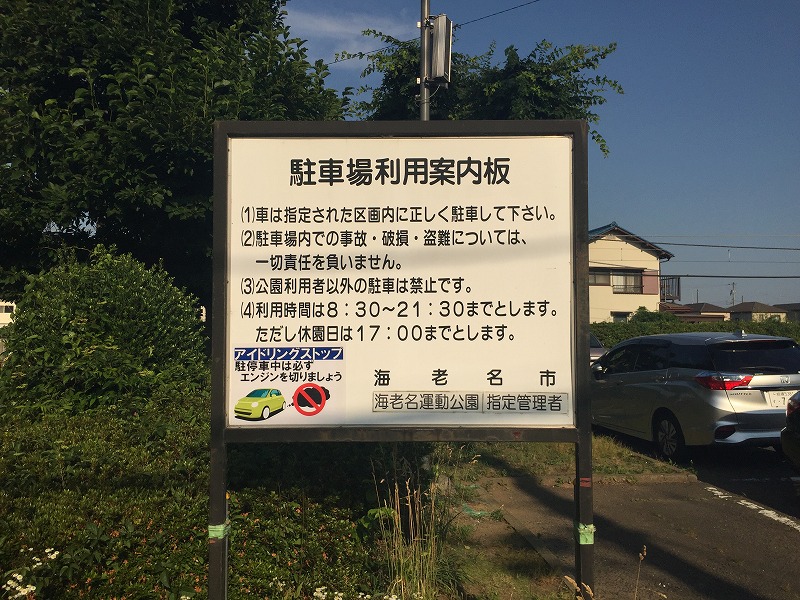 駐車場利用案内板
⑴車は指定された区画内に正しく駐車して下さい。
⑵駐車場内での事故・破損・盗難については、
一切責任を負いません。
⑶公園利用者以外の駐車は禁止です。
⑷利用時間は8：30～21：30までとします。
ただし休園日は17：00までとします。
アイドリングストップ
駐停車中は必ず
エンジンを切りましょう
海老名市
海老名運動公園 指定管理者